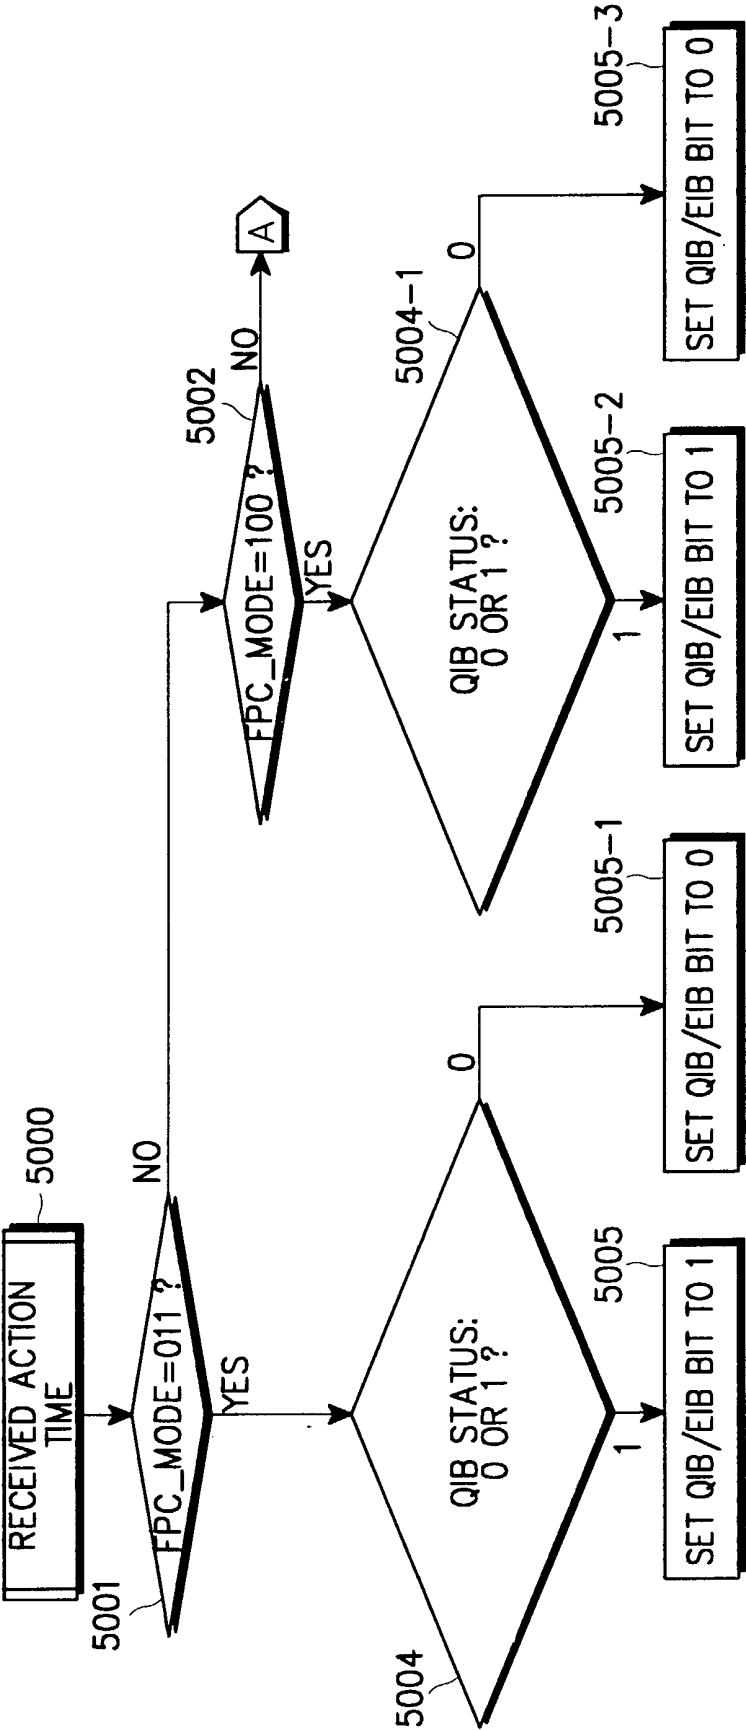 RECEIVED ACTION
TIME
5000
5001
FPC_MODE=011 ?
NO
YES
5002
FPC_MODE=100 ?
NO
A
YES
5004
QIB STATUS:
0 OR 1 ?
0
1
5004-1
QIB STATUS:
0 OR 1 ?
0
1
5005
SET QIB/EIB BIT TO 1
5005-1
SET QIB/EIB BIT TO 0
5005-2
SET QIB/EIB BIT TO 1
5005-3
SET QIB/EIB BIT TO 0